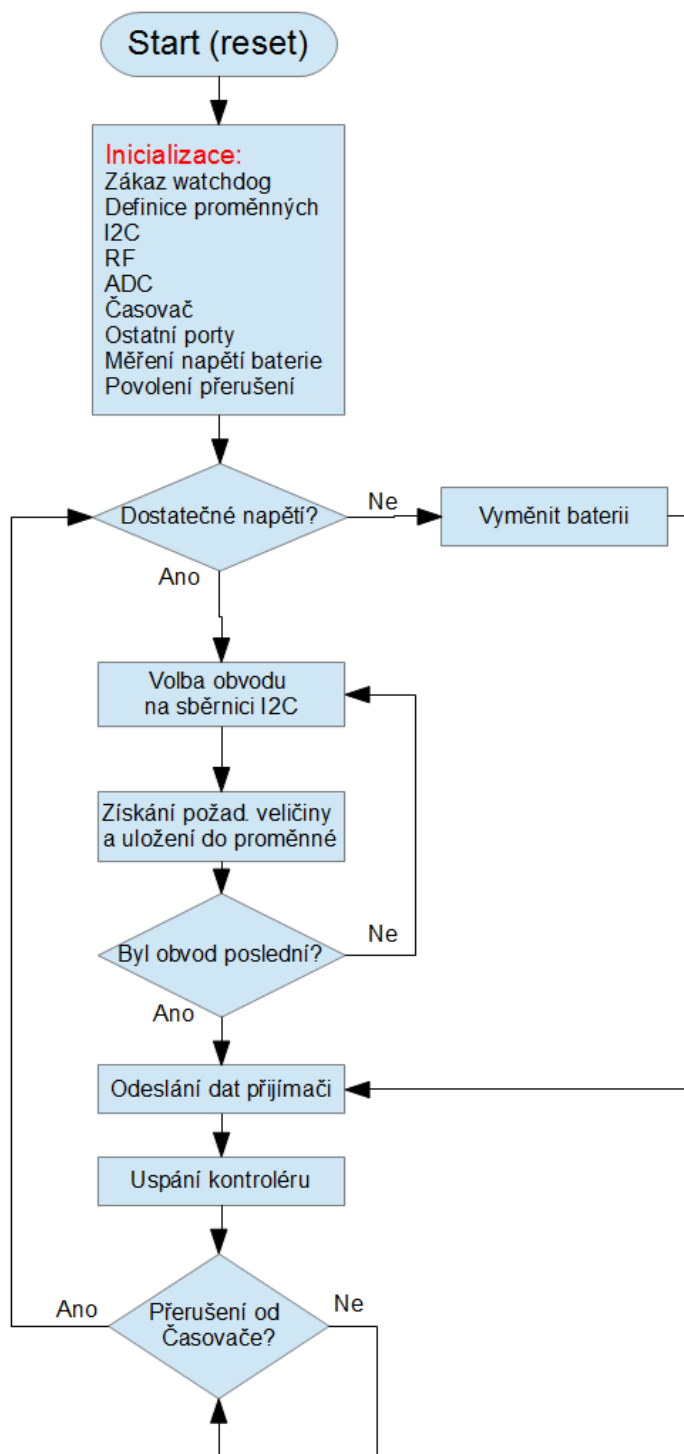 Start (reset)
Inicializace:
Zákaz watchdog
Definice proměnných
I2C
RF
ADC
Časovač
Ostatní porty
Měření napětí baterie
Povolení přerušení
Dostatečné napětí?
Ne
Vyměnit baterii
Ano
Volba obvodu
na sběrnici I2C
Získání požad. veličiny
a uložení do proměnné
Byl obvod poslední?
Ne
Ano
Odeslání dat přijímači
Uspání kontroléru
Ano
Přerušení od
Časovače?
Ne